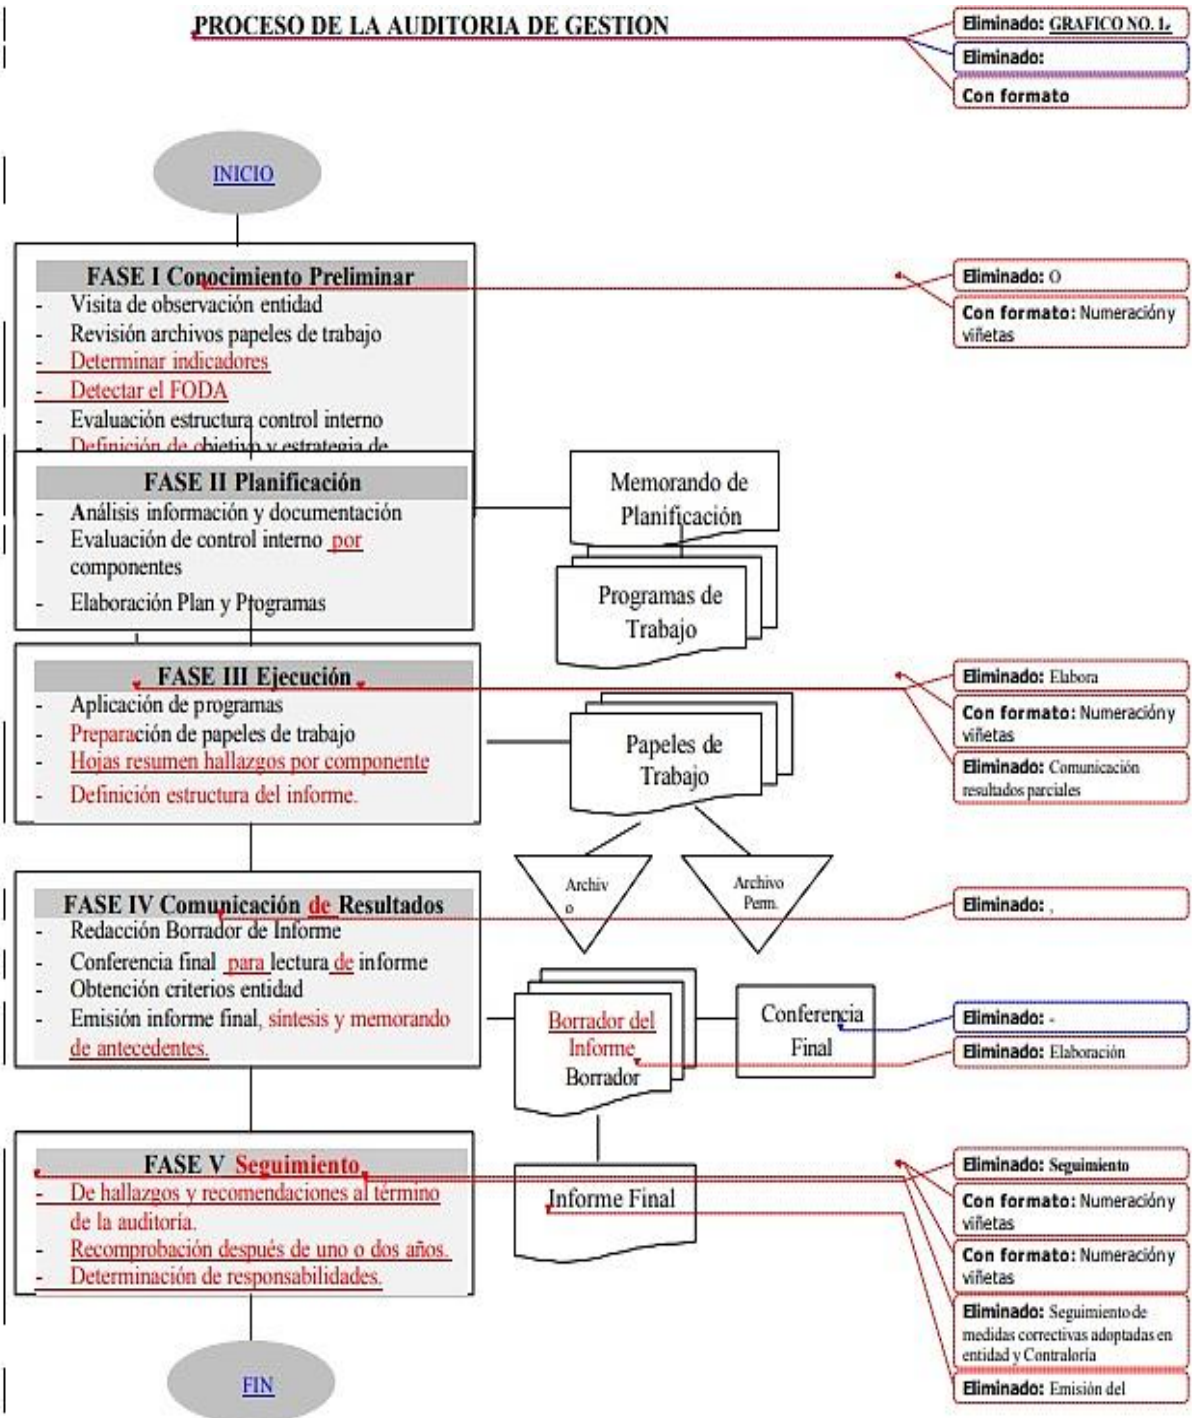 PROCESO DE LA AUDITORIA DE GESTION
Eliminado: GRAFICO NO. 1
Eliminado:
Con formato
INICIO
FASE I Conocimiento Preliminar
- Visita de observación entidad
- Revisión archivos papeles de trabajo
- Determinar indicadores
- Detectar el FODA
- Evaluación estructura control interno
- Definición de objetivo y estrategia de
Eliminado: O
Con formato: Numeración y
viñetas
FASE II Planificación
- Análisis información y documentación
- Evaluación de control interno por
componentes
- Elaboración Plan y Programas
Memorando de
Planificación
Programas de
Trabajo
FASE III Ejecución
- Aplicación de programas
- Preparación de papeles de trabajo
- Hojas resumen hallazgos por componente
- Definición estructura del informe.
Papeles de
Trabajo
Eliminado: Elabora
Con formato: Numeración y
viñetas
Eliminado: Comunicación
resultados parciales
Archiv
o
Archivo
Perm.
FASE IV Comunicación de Resultados
- Redacción Borrador de Informe
- Conferencia final para lectura de informe
- Obtención criterios entidad
- Emisión informe final, síntesis y memorando
de antecedentes.
Eliminado: ,
Borrador del
Informe
Borrador
Conferencia
Final
Eliminado: -
Eliminado: Elaboración
FASE V Seguimiento
- De hallazgos y recomendaciones al término
de la auditoría.
- Recomprobación después de uno o dos años.
- Determinación de responsabilidades.
Informe Final
Eliminado: Seguimiento
Con formato: Numeración y
viñetas
Con formato: Numeración y
viñetas
Eliminado: Seguimiento de
medidas correctivas adoptadas en
entidad y Contraloría
Eliminado: Emisión del
FIN